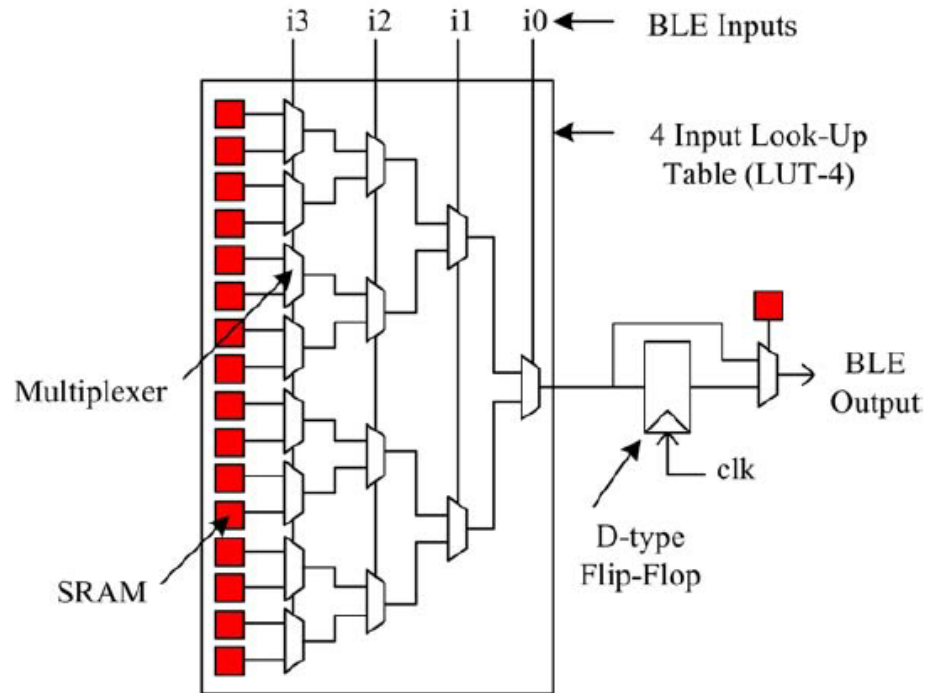 i3 i2 i1 i0 BLE Inputs
4 Input Look-Up
Table (LUT-4)
Multiplexer
BLE
Output
clk
D-type
Flip-Flop
SRAM